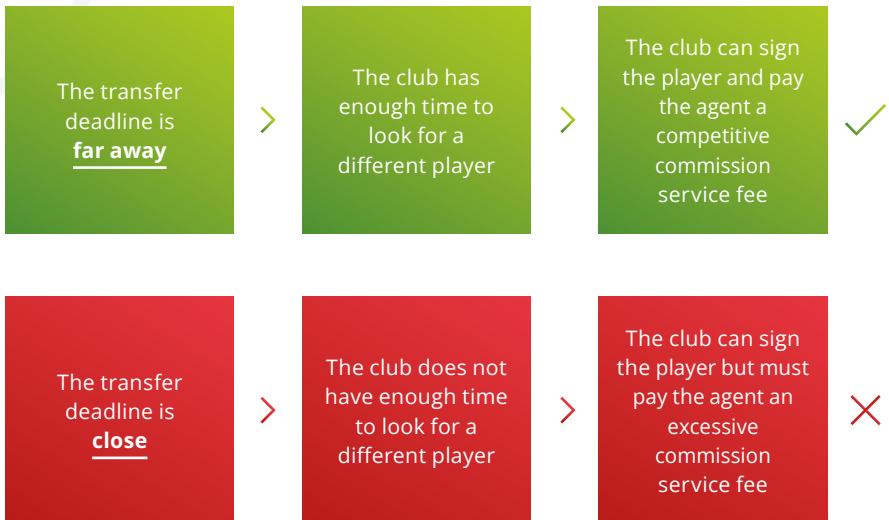 The transfer
deadline is
far away
The club has
enough time to
look for a
different player
The club can sign
the player and pay
the agent a
competitive
commission
service fee
The transfer
deadline is
close
The club does not
have enough time
to look for a
different player
The club can sign
the player but must
pay the agent an
excessive
commission
service fee